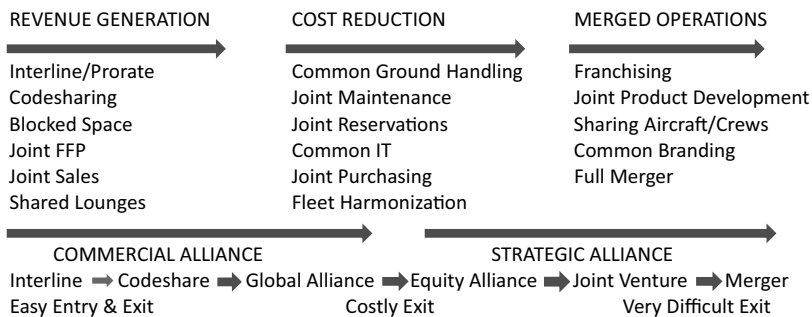 REVENUE GENERATION COST REDUCTION MERGED OPERATIONS
Interline/Prorate Common Ground Handling Franchising
Codesharing Joint Maintenance Joint Product Development
Blocked Space Joint Reservations Sharing Aircraft/Crews
Joint FFP Common IT Common Branding
Joint Sales Joint Purchasing Full Merger
Shared Lounges Fleet Harmonization
COMMERCIAL ALLIANCE STRATEGIC ALLIANCE
Interline Codeshare Global Alliance Equity Alliance Joint Venture Merger
Easy Entry & Exit Costly Exit Very Difficult Exit